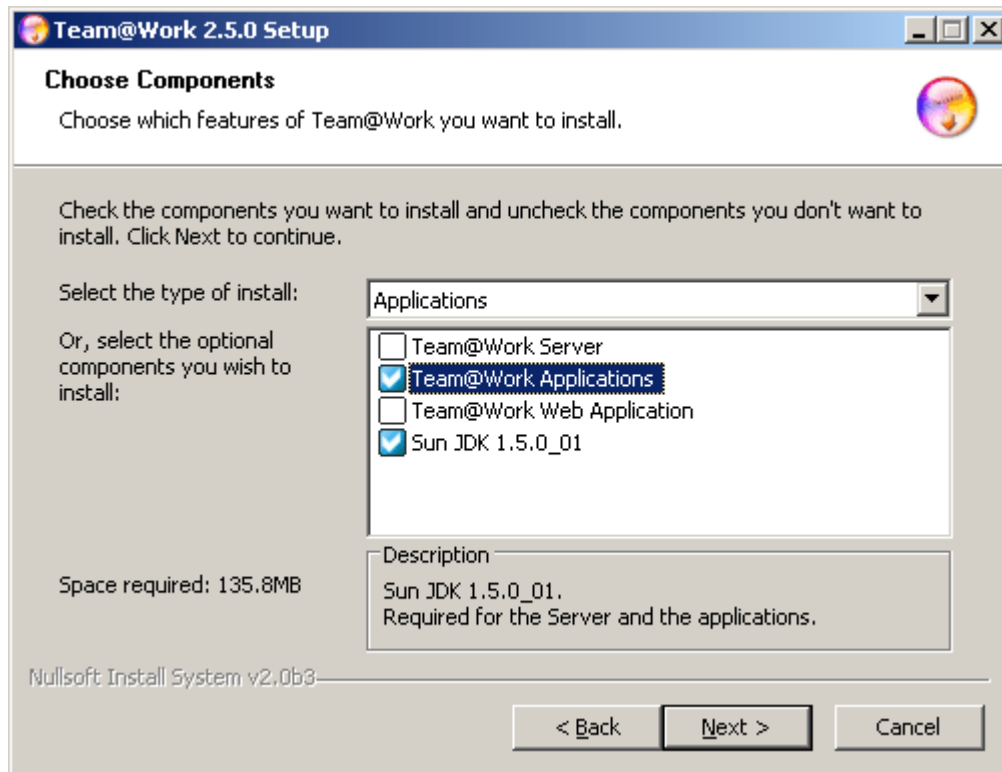 Team@Work 2.5.0 Setup
Choose Components
Choose which features of Team@Work you want to install.
Check the components you want to install and uncheck the components you don't want to
install. Click Next to continue.
Select the type of install:
Applications
Or, select the optional
components you wish to
install:
Team@Work Server
Team@Work Applications
Team@Work Web Application
Sun JDK 1.5.0_01
Space required: 135.8MB
Description
Sun JDK 1.5.0_01.
Required for the Server and the applications.
Nullsoft Install System v2.0b3
< Back
Next >
Cancel